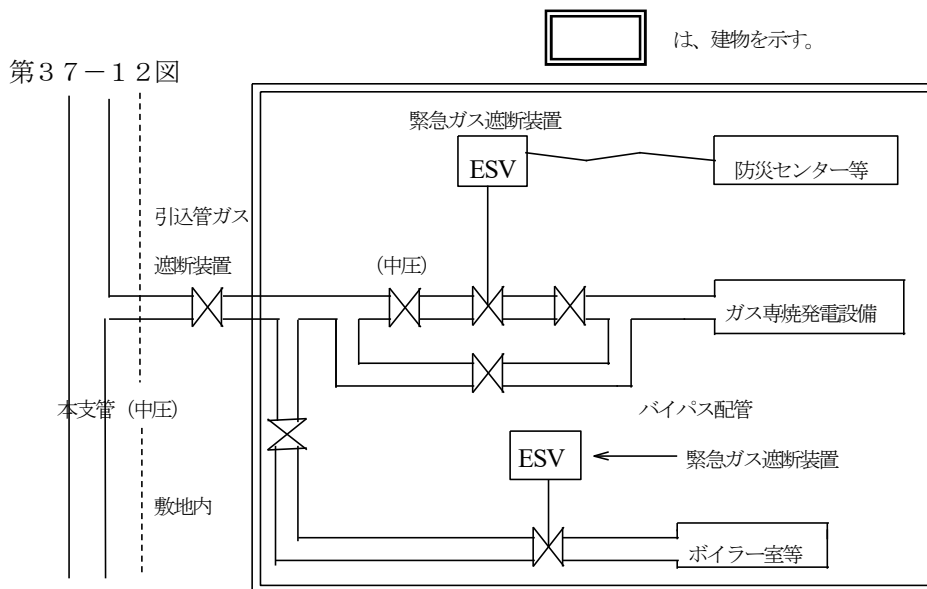 は、建物を示す。
第３７－１２図
緊急ガス遮断装置
ESV
防災センター等
引込管ガス
遮断装置
（中圧）
ガス専焼発電設備
本支管（中圧）
バイパス配管
ESV
緊急ガス遮断装置
敷地内
ボイラー室等